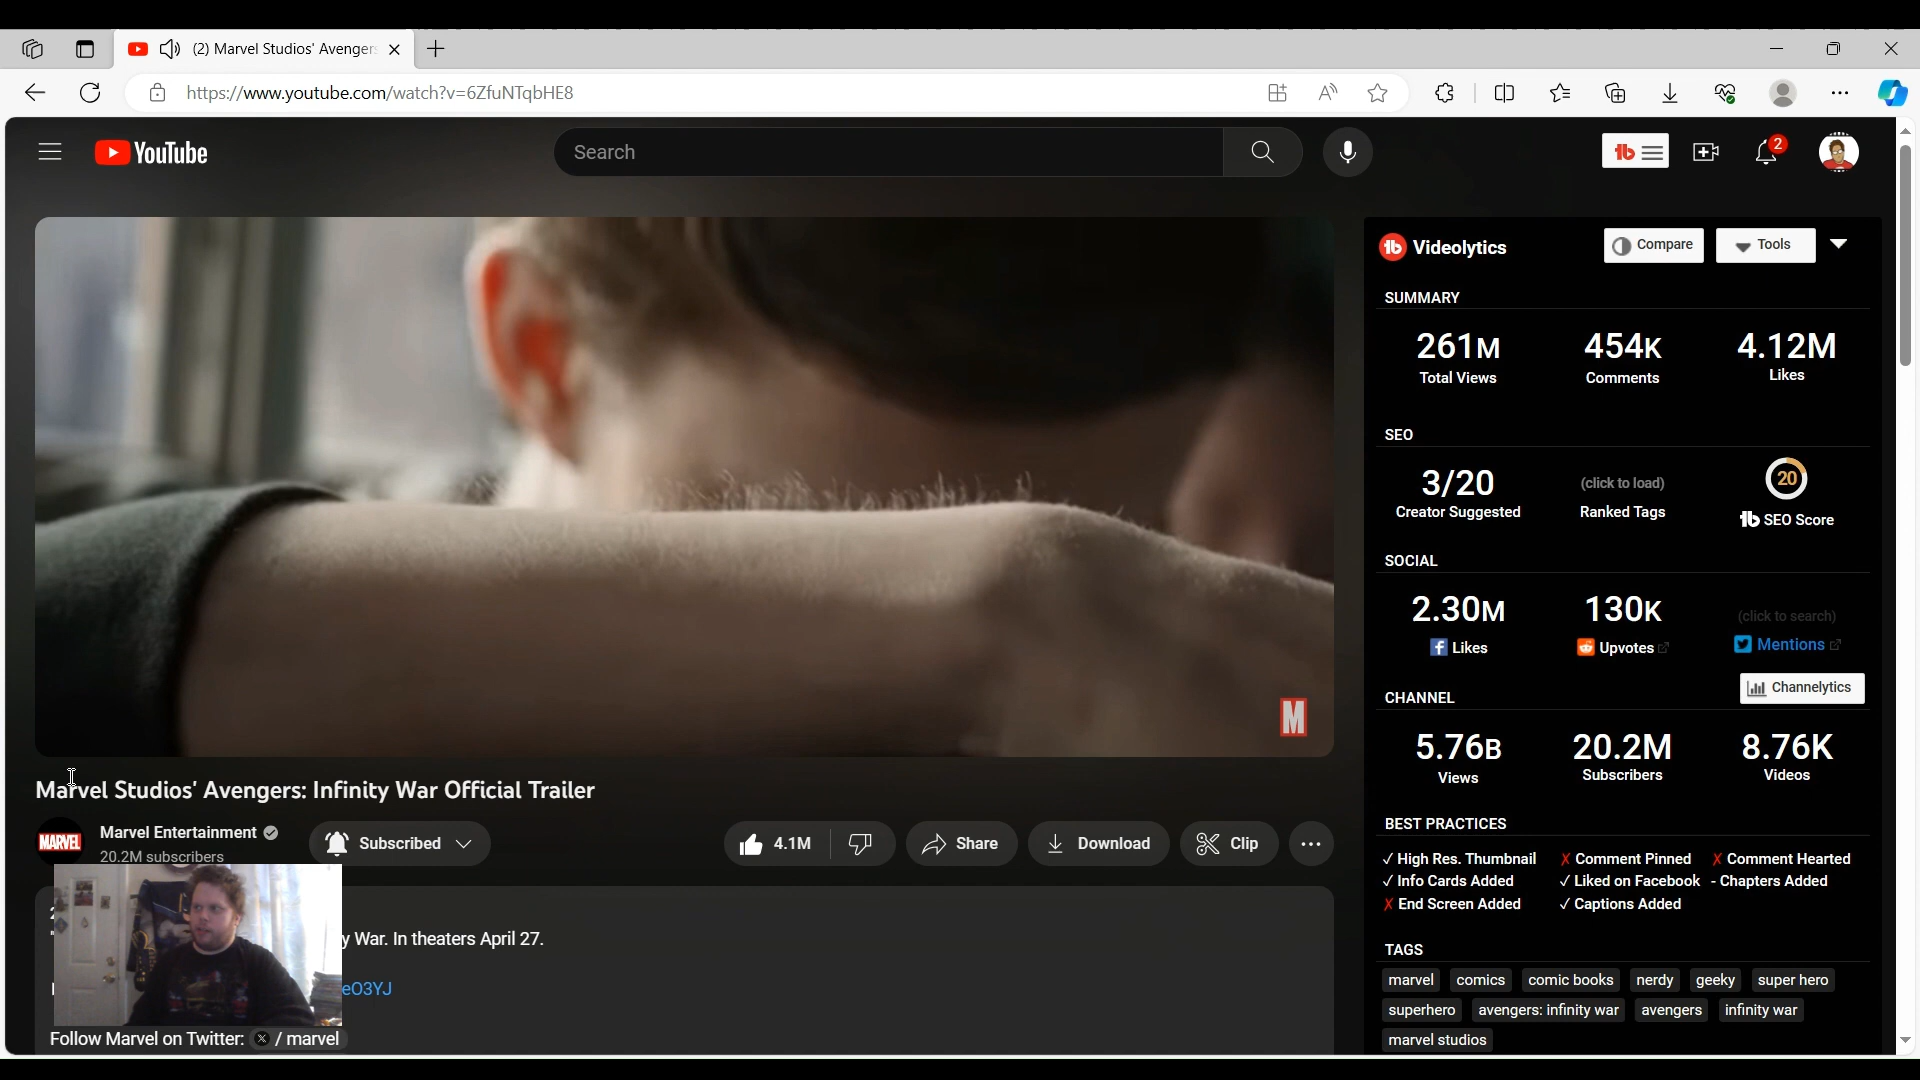 (2) Marvel Studios' Avenger
https://www.youtube.com/watch?v=6ZfuNTqbHE8
YouTube
Search
tb
2
M
Marvel Studios' Avengers: Infinity War Official Trailer
MARVEL
Marvel Entertainment
20.2M subscribers
Subscribed
4.1M
Share
Download
Clip
y War. In theaters April 27.
eO3YJ
Follow Marvel on Twitter: X / marvel
tb Videolytics
Compare
Tools
SUMMARY
261M 454K 4.12M
Total Views Comments Likes
SEO
3/20 (click to load) 20
Creator Suggested Ranked Tags tb SEO Score
SOCIAL
2.30M 130K (click to search)
f Likes Upvotes Mentions
CHANNEL
Channelytics
5.76B 20.2M 8.76K
Views Subscribers Videos
BEST PRACTICES
✓ High Res. Thumbnail ✗ Comment Pinned ✗ Comment Hearted
✓ Info Cards Added ✓ Liked on Facebook - Chapters Added
✗ End Screen Added ✓ Captions Added
TAGS
marvel comics comic books nerdy geeky super hero
superhero avengers: infinity war avengers infinity war
marvel studios